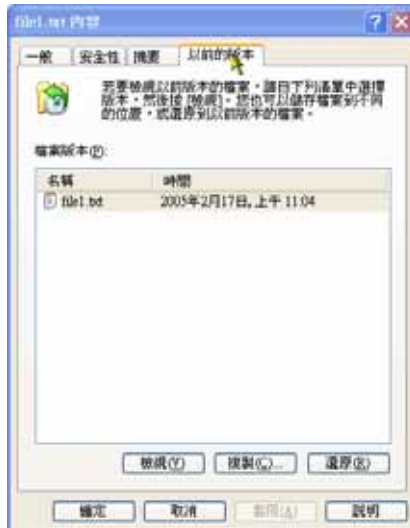 file1.txt 內容
一般 安全性 摘要 以前的版本
若要檢視以前版本的檔案，請自下列清單中選擇
版本，然後按 [檢視]。您也可以儲存檔案到不同
的位置，或還原到以前版本的檔案。
檔案版本(P):
名稱 時間
file1.txt 2005年2月17日, 上午 11:04
檢視(V) 複製(C)... 還原(R)
確定 取消 套用(A) 說明